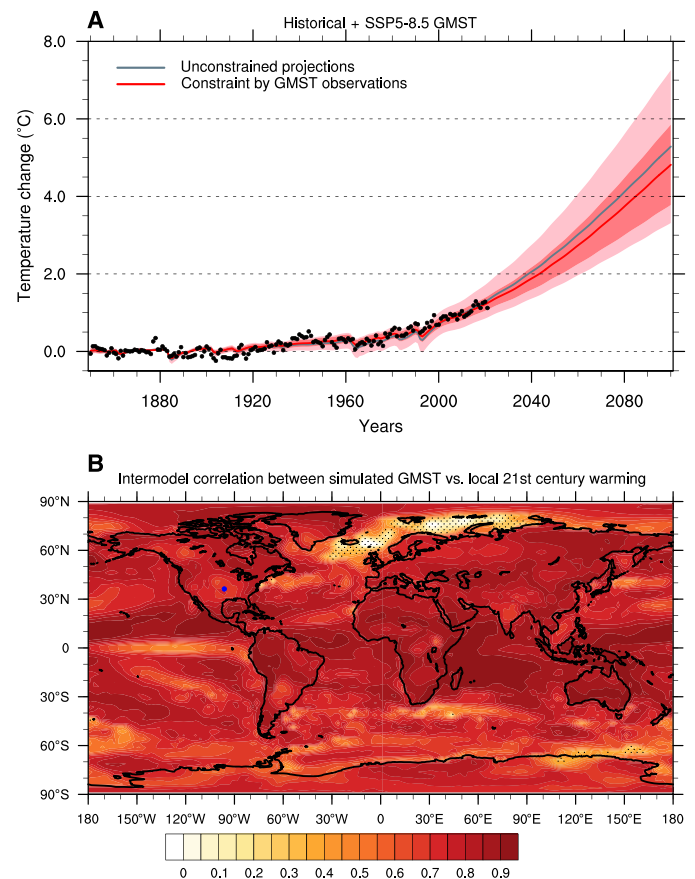 A
Historical + SSP5-8.5 GMST
8.0
6.0
4.0
2.0
0.0
Temperature change (°C)
Unconstrained projections
Constraint by GMST observations
1880 1920 1960 2000 2040 2080
Years
B
Intermodel correlation between simulated GMST vs. local 21st century warming
90°N
60°N
30°N
0
30°S
60°S
90°S
180 150°W 120°W 90°W 60°W 30°W 0 30°E 60°E 90°E 120°E 150°E 180
0 0.1 0.2 0.3 0.4 0.5 0.6 0.7 0.8 0.9